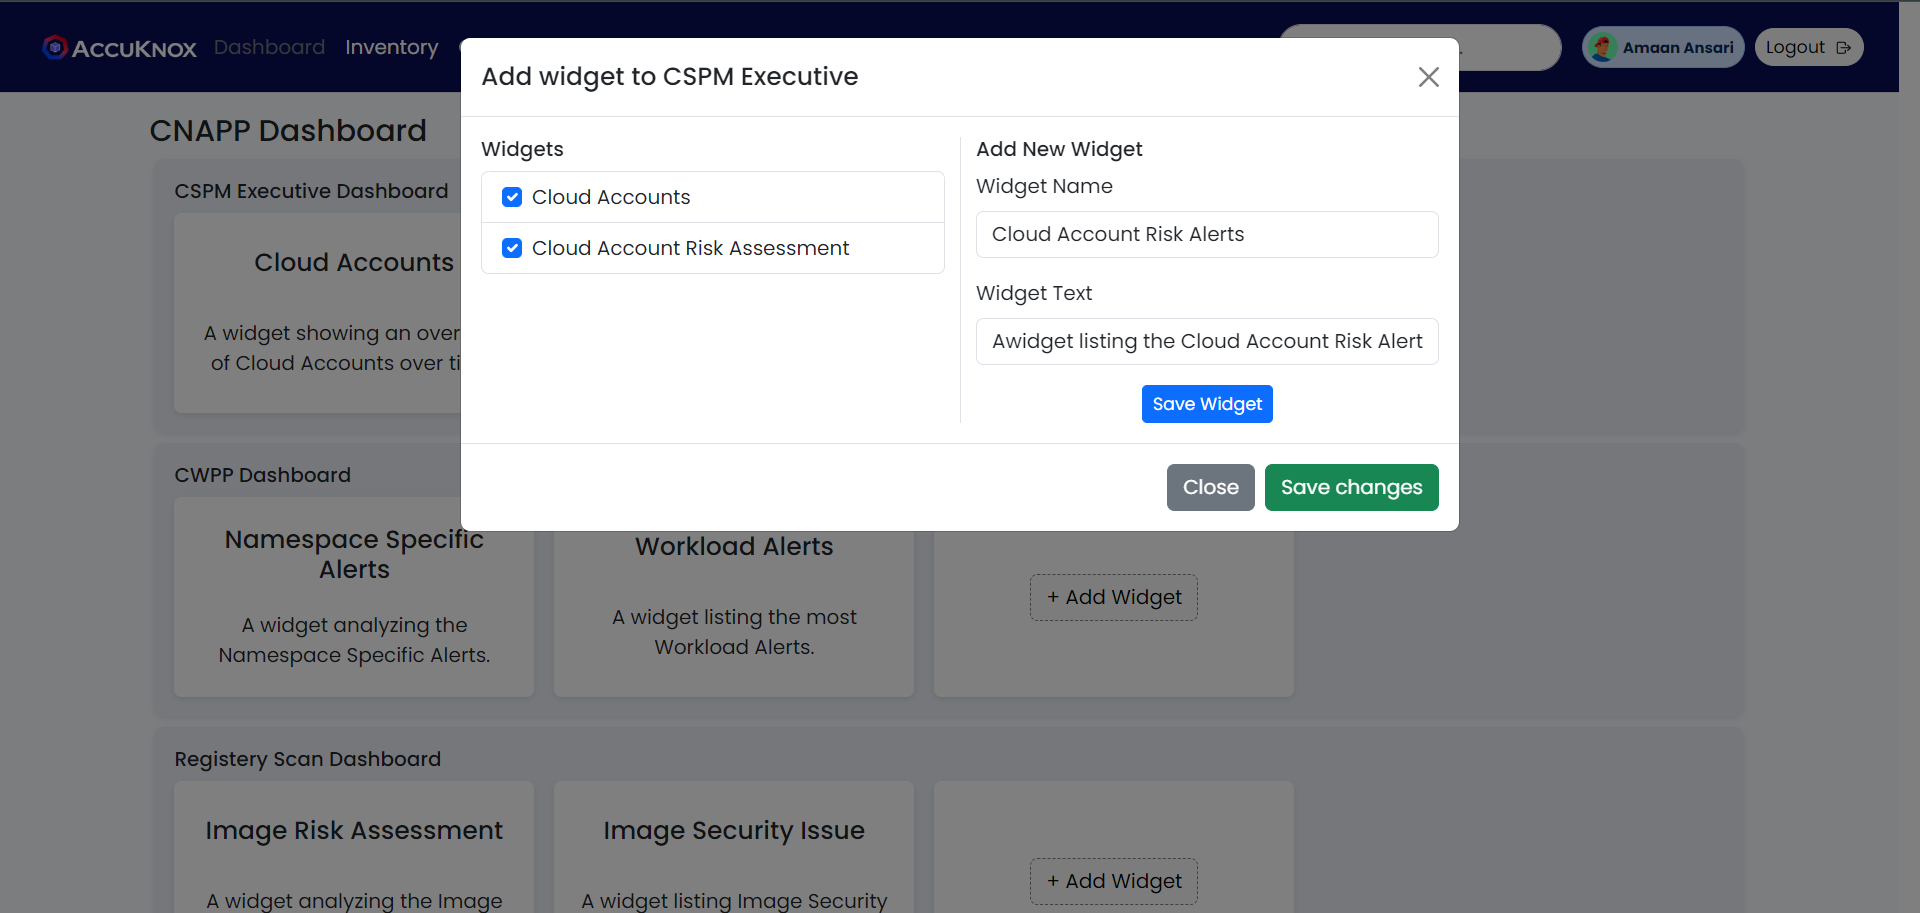 ACCUKNOX Dashboard Inventory
Amaan Ansari
Logout
Add widget to CSPM Executive
Widgets
Cloud Accounts
Cloud Account Risk Assessment
Add New Widget
Widget Name
Cloud Account Risk Alerts
Widget Text
Awidget listing the Cloud Account Risk Alert
Save Widget
Close
Save changes
CNAPP Dashboard
CSPM Executive Dashboard
Cloud Accounts
A widget showing an over
of Cloud Accounts over ti
CWPP Dashboard
Namespace Specific
Alerts
A widget analyzing the
Namespace Specific Alerts.
Workload Alerts
A widget listing the most
Workload Alerts.
+ Add Widget
Registery Scan Dashboard
Image Risk Assessment
A widget analyzing the Image
Image Security Issue
A widget listing Image Security
+ Add Widget